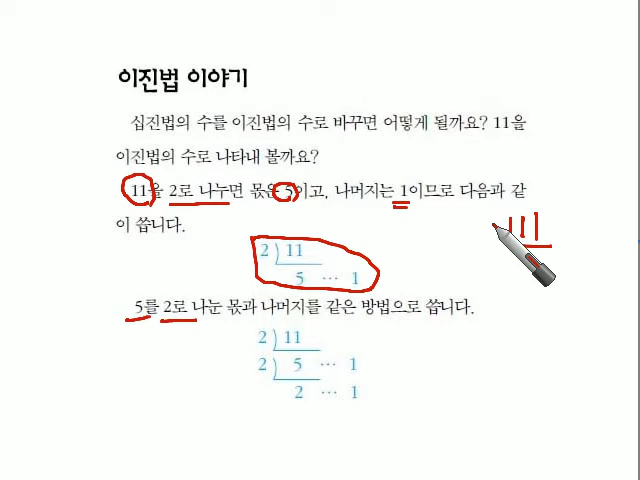 이진법 이야기
십진법의 수를 이진법의 수로 바꾸면 어떻게 될까요? 11을
이진법의 수로 나타내 볼까요?
11을 2로 나누면 몫은 5이고, 나머지는 1이므로 다음과 같
이 씁니다.
111
2 ) 11
5 ··· 1
5를 2로 나눈 몫과 나머지를 같은 방법으로 씁니다.
2 ) 11
2 ) 5 ··· 1
2 ··· 1